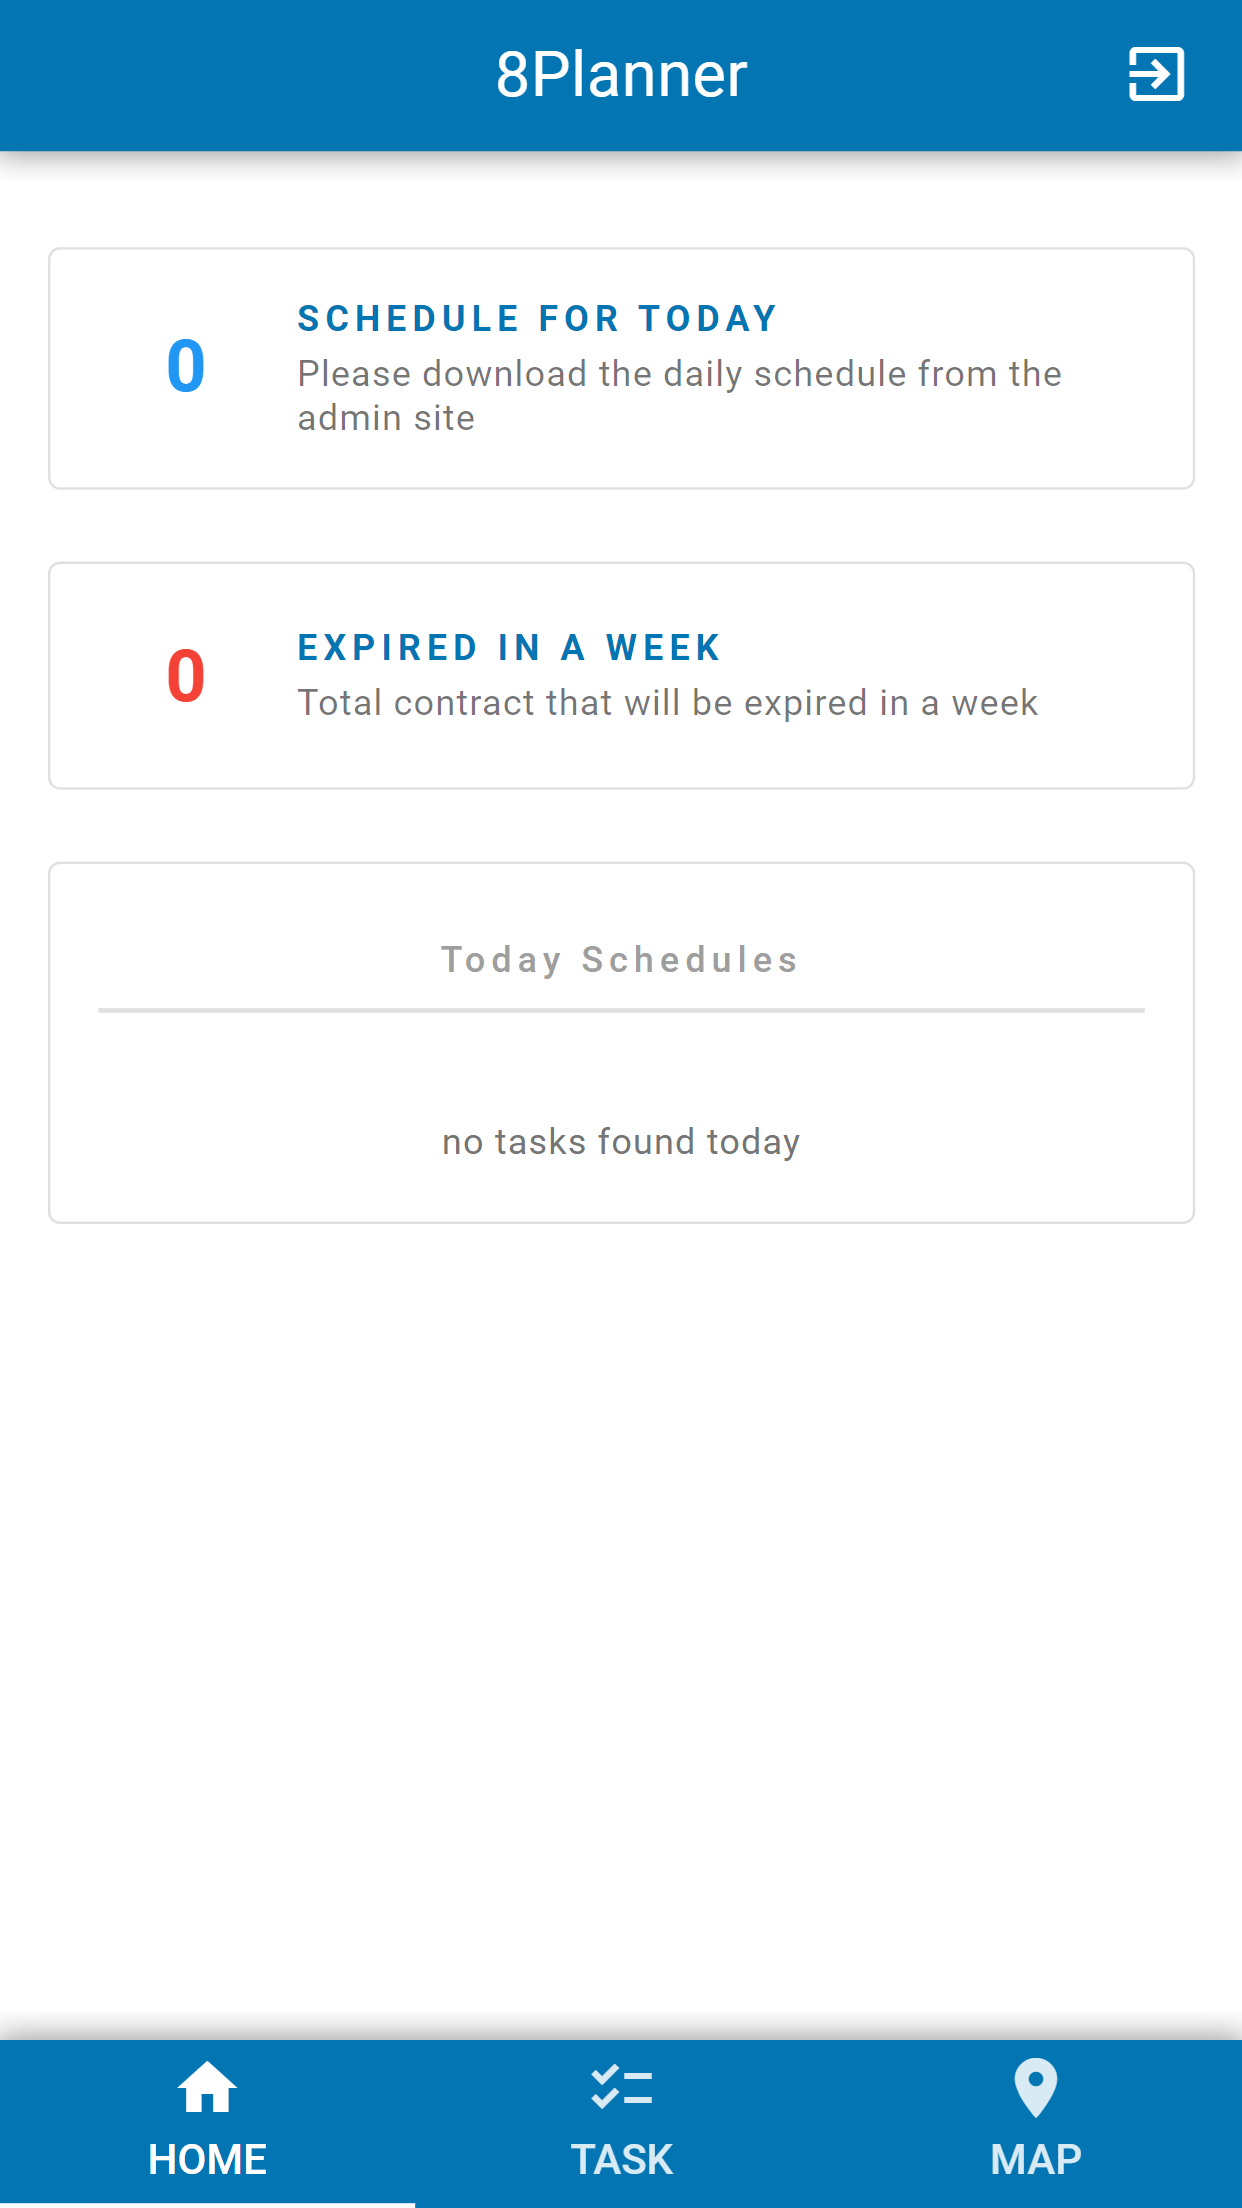 8Planner
0
SCHEDULE FOR TODAY
Please download the daily schedule from the
admin site
0
EXPIRED IN A WEEK
Total contract that will be expired in a week
Today Schedules
no tasks found today
HOME
TASK
MAP